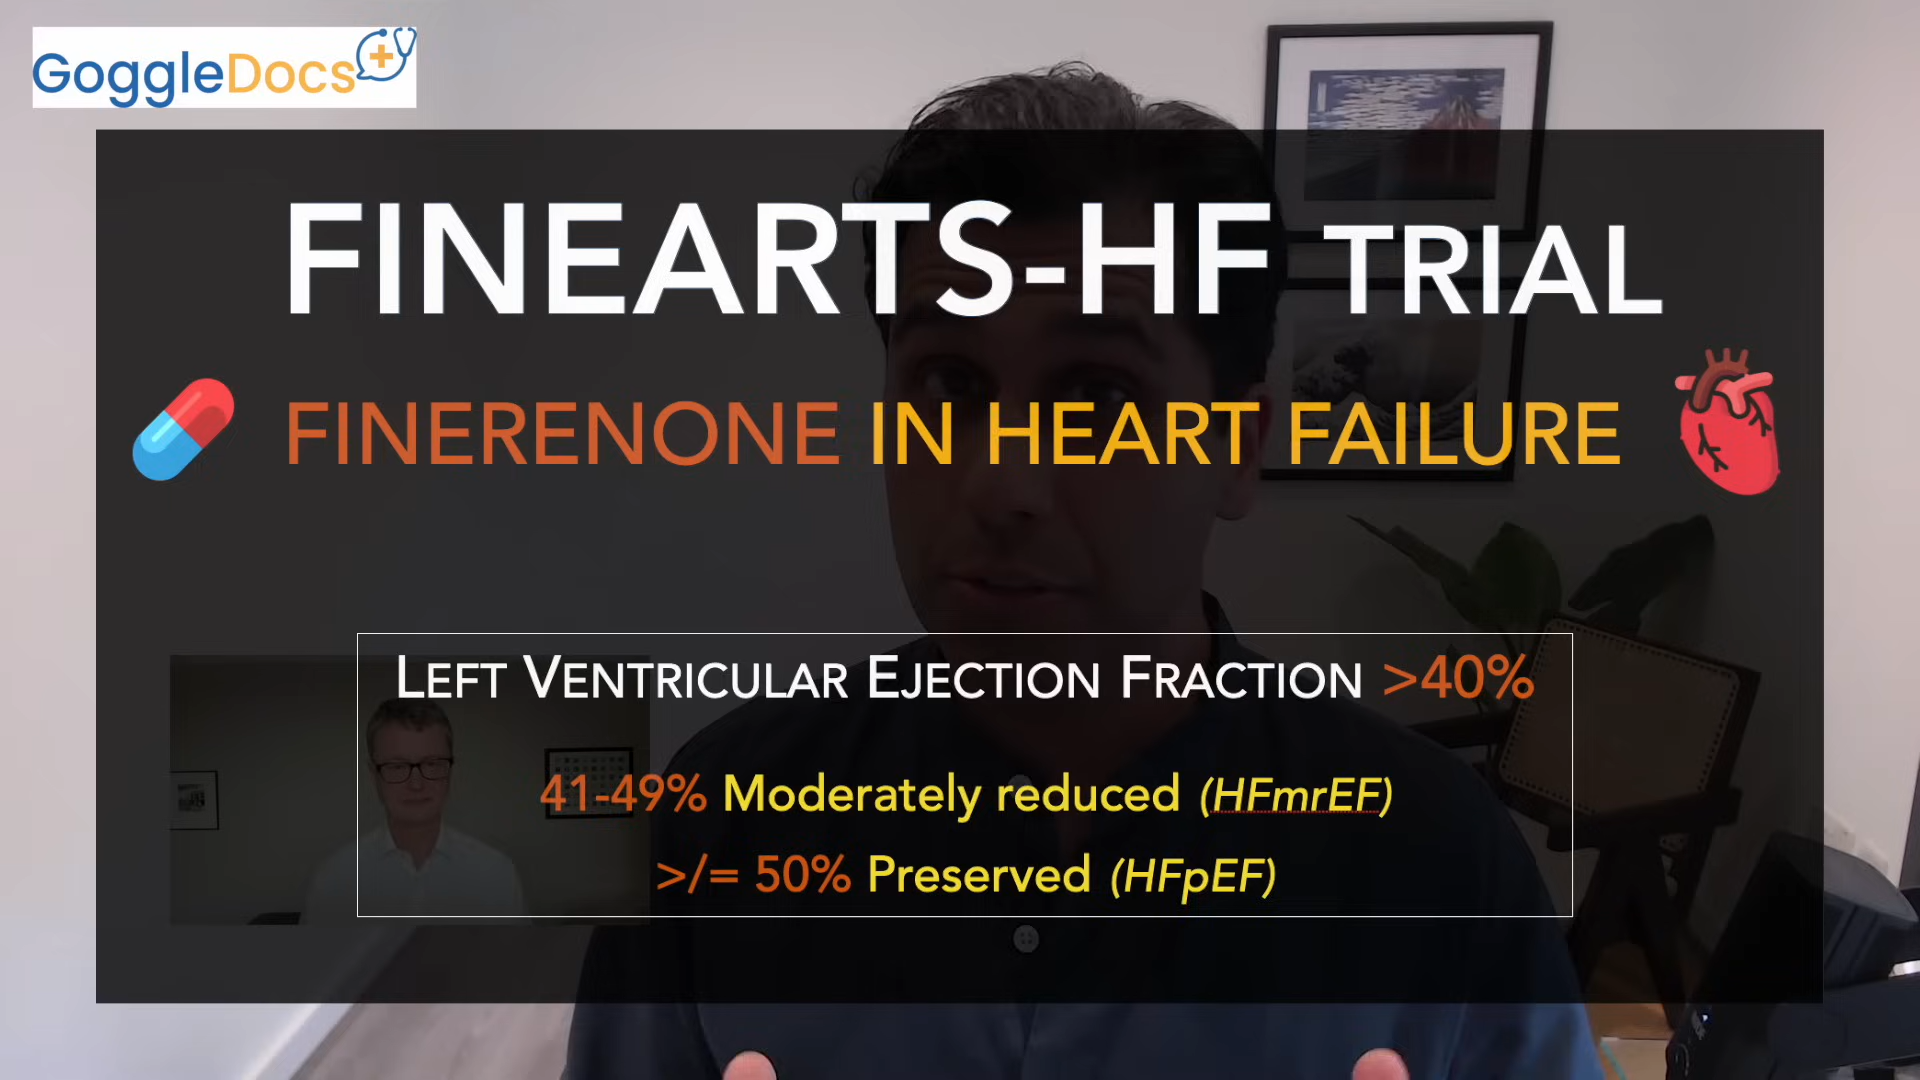 GoggleDocs
FINEARTS-HF TRIAL
FINERENONE IN HEART FAILURE
LEFT VENTRICULAR EJECTION FRACTION >40%
41-49% Moderately reduced (HFmrEF)
>/= 50% Preserved (HFpEF)